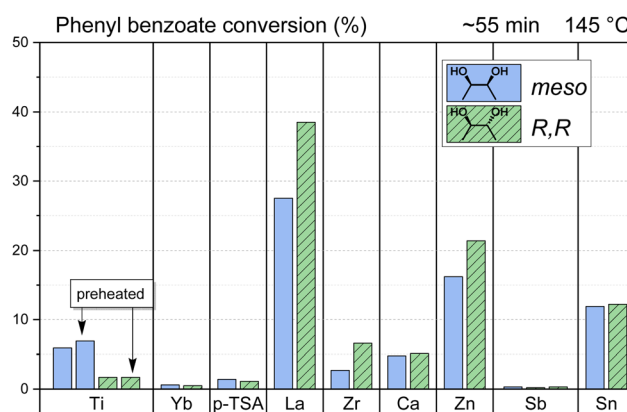 Phenyl benzoate conversion (%) ~55 min 145 °C
50
40
30
20
10
0
HO OH meso
HO OH R,R
preheated
Ti Yb p-TSA La Zr Ca Zn Sb Sn